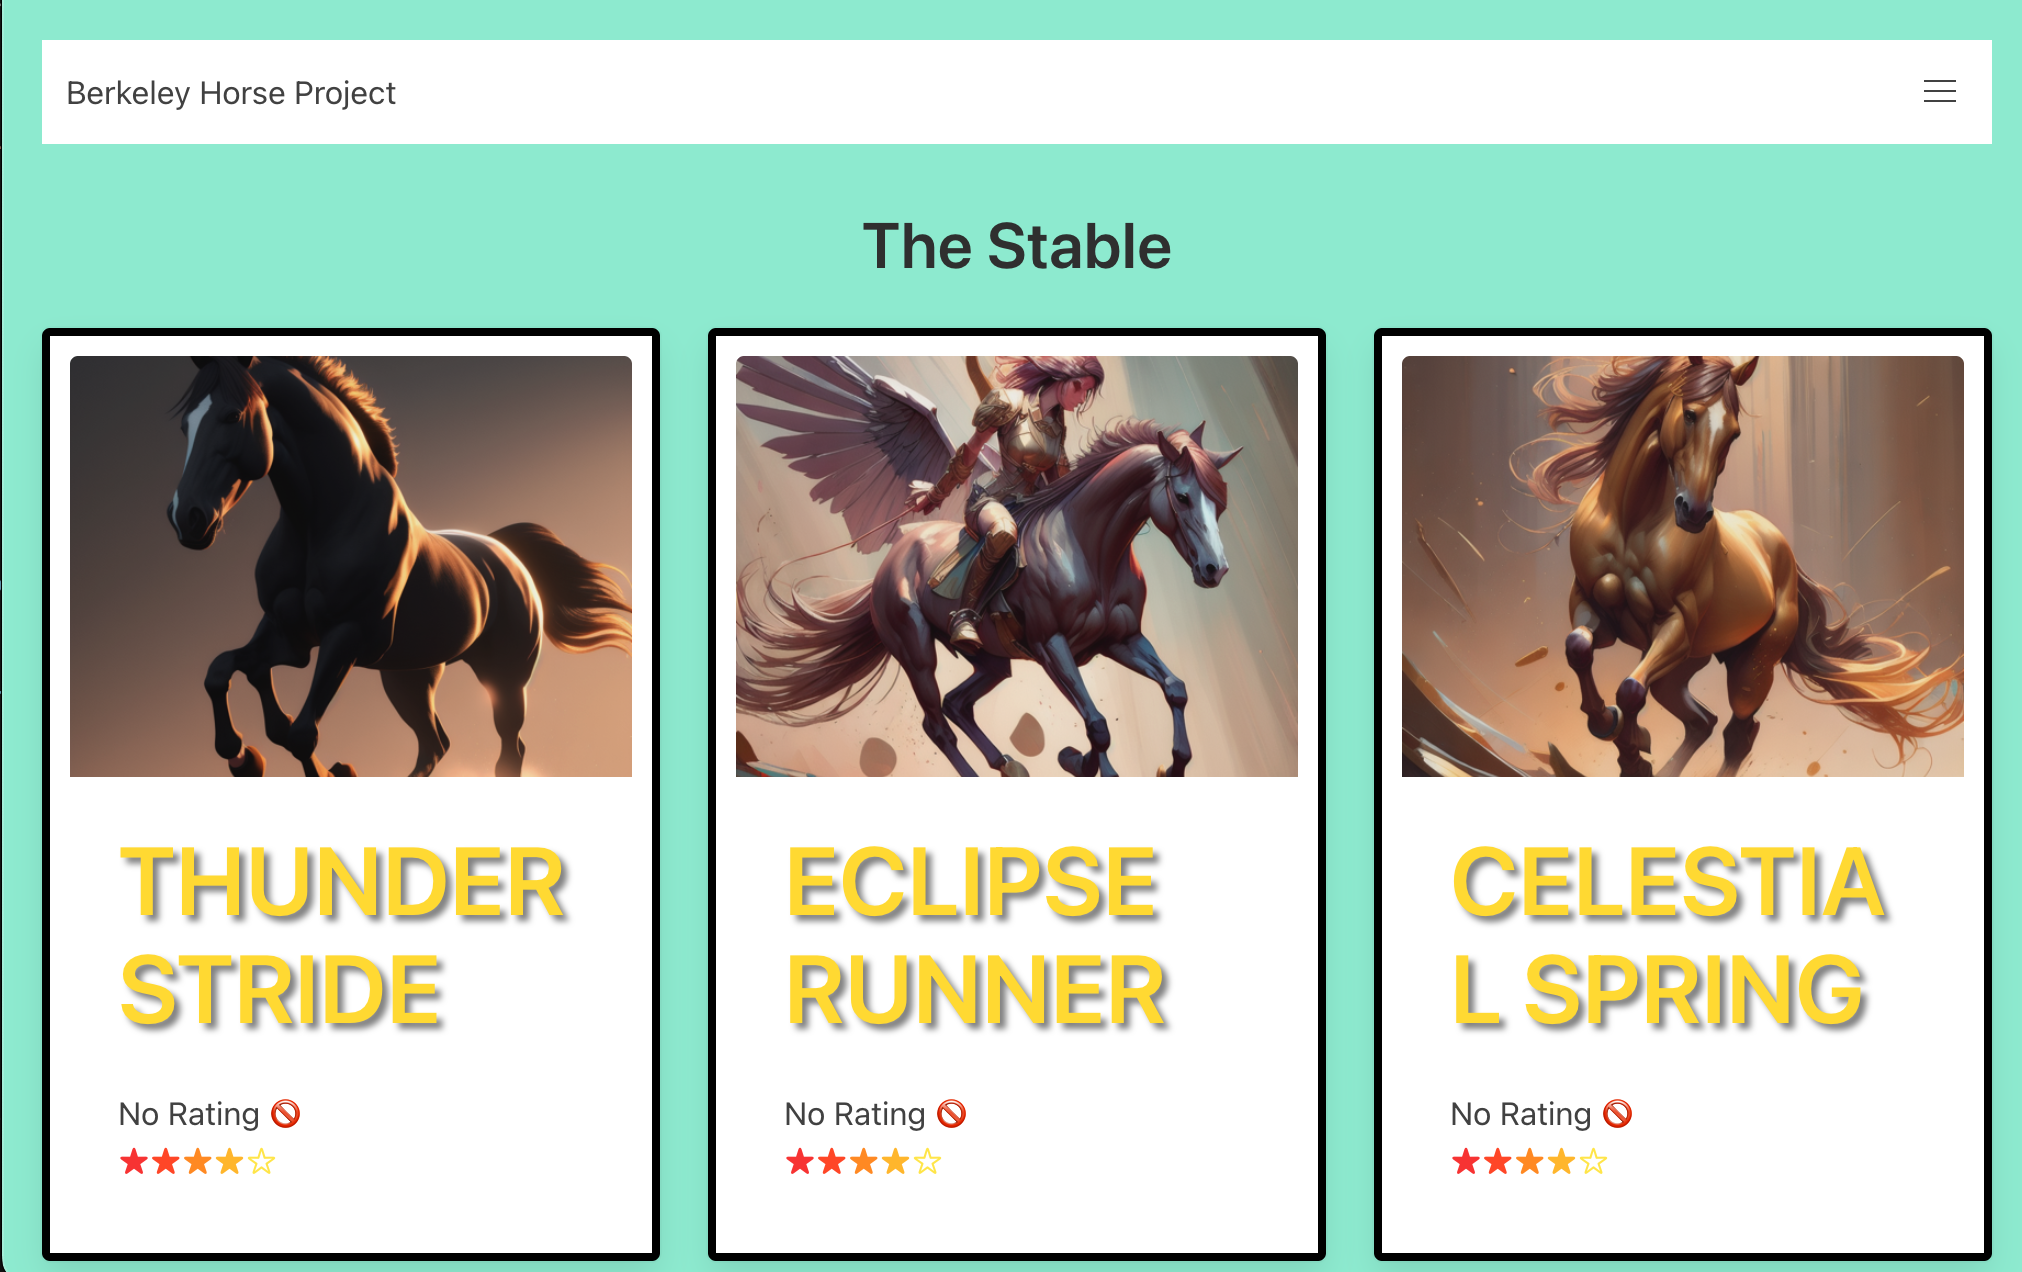 Berkeley Horse Project
The Stable
THUNDER
STRIDE
No Rating 🚫
★★★★☆
ECLIPSE
RUNNER
No Rating 🚫
★★★★☆
CELESTIA
L SPRING
No Rating 🚫
★★★★☆